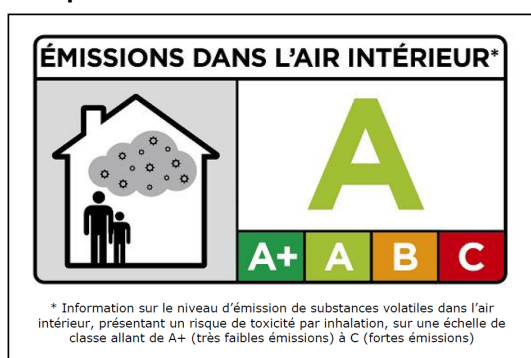 ÉMISSIONS DANS L'AIR INTÉRIEUR*
A
A+ A B C
* Information sur le niveau d'émission de substances volatiles dans l'air
intérieur, présentant un risque de toxicité par inhalation, sur une échelle de
classe allant de A+ (très faibles émissions) à C (fortes émissions)